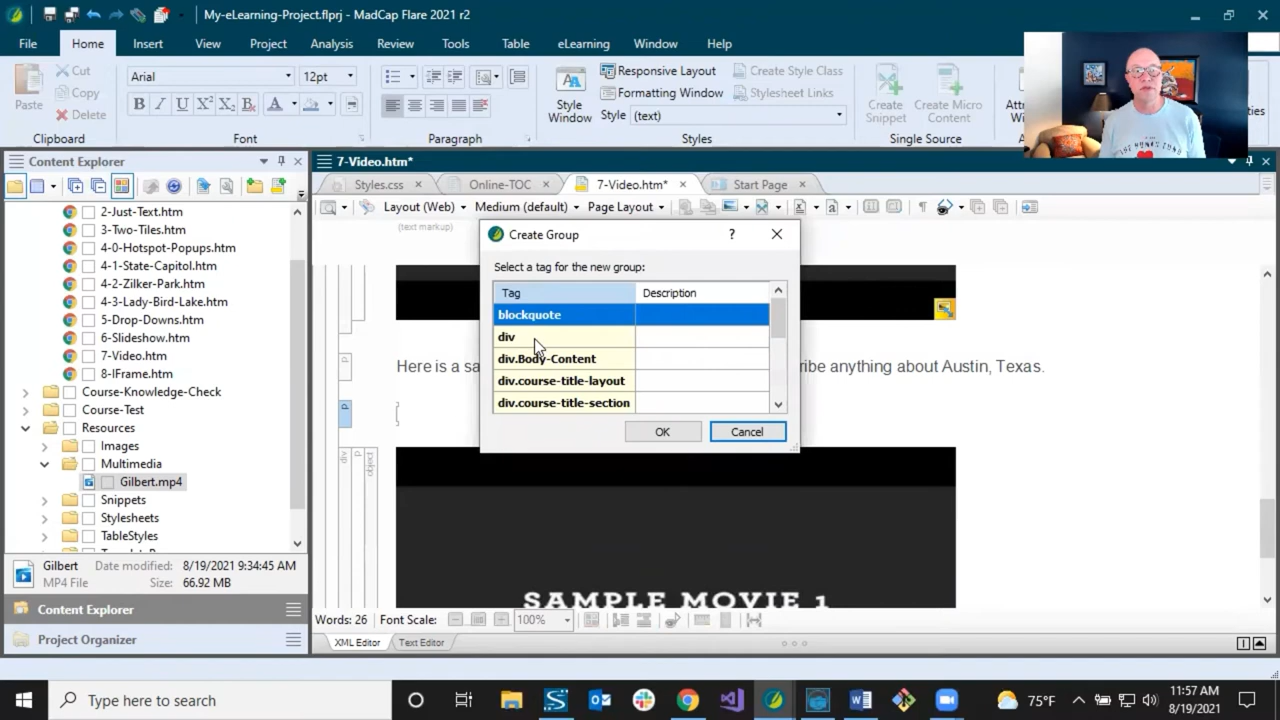 My-eLearning-Project.flprj - MadCap Flare 2021 r2
File Home Insert View Project Analysis Review Tools Table eLearning Window Help
Paste
Cut
Copy
Delete
Clipboard
Arial 12pt
B I U X² X₂
Font
Paragraph
Style Window
Responsive Layout
Formatting Window
Style (text)
Create Style Class
Stylesheet Links
Styles
Create Snippet
Create Micro Content
Single Source
Content Explorer
2-Just-Text.htm
3-Two-Tiles.htm
4-0-Hotspot-Popups.htm
4-1-State-Capitol.htm
4-2-Zilker-Park.htm
4-3-Lady-Bird-Lake.htm
5-Drop-Downs.htm
6-Slideshow.htm
7-Video.htm
8-IFrame.htm
Course-Knowledge-Check
Course-Test
Resources
Images
Multimedia
Gilbert.mp4
Snippets
Stylesheets
TableStyles
Gilbert Date modified: 8/19/2021 9:34:45 AM
MP4 File Size: 66.92 MB
Content Explorer
Project Organizer
7-Video.htm*
Styles.css Online-TOC 7-Video.htm* Start Page
Layout (Web) Medium (default) Page Layout
(text markup)
Create Group
Select a tag for the new group:
Tag Description
blockquote
div
div.Body-Content
div.course-title-layout
div.course-title-section
OK Cancel
Here is a sa
ribe anything about Austin, Texas.
p
p
div p object
SAMPLE MOVIE 1
Words: 26 Font Scale: 100%
XML Editor Text Editor
Type here to search
75°F
11:57 AM
8/19/2021